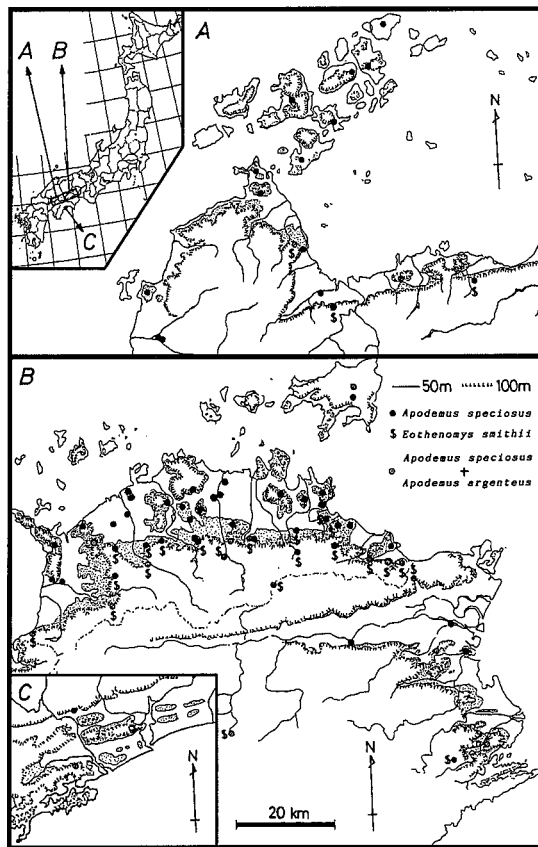 A B
C
A
N
$
$
$
B
—50m 100m
● Apodemus speciosus
$ Eothenomys smithii
Apodemus speciosus
+
Apodemus argenteus
C
N
N
20 km